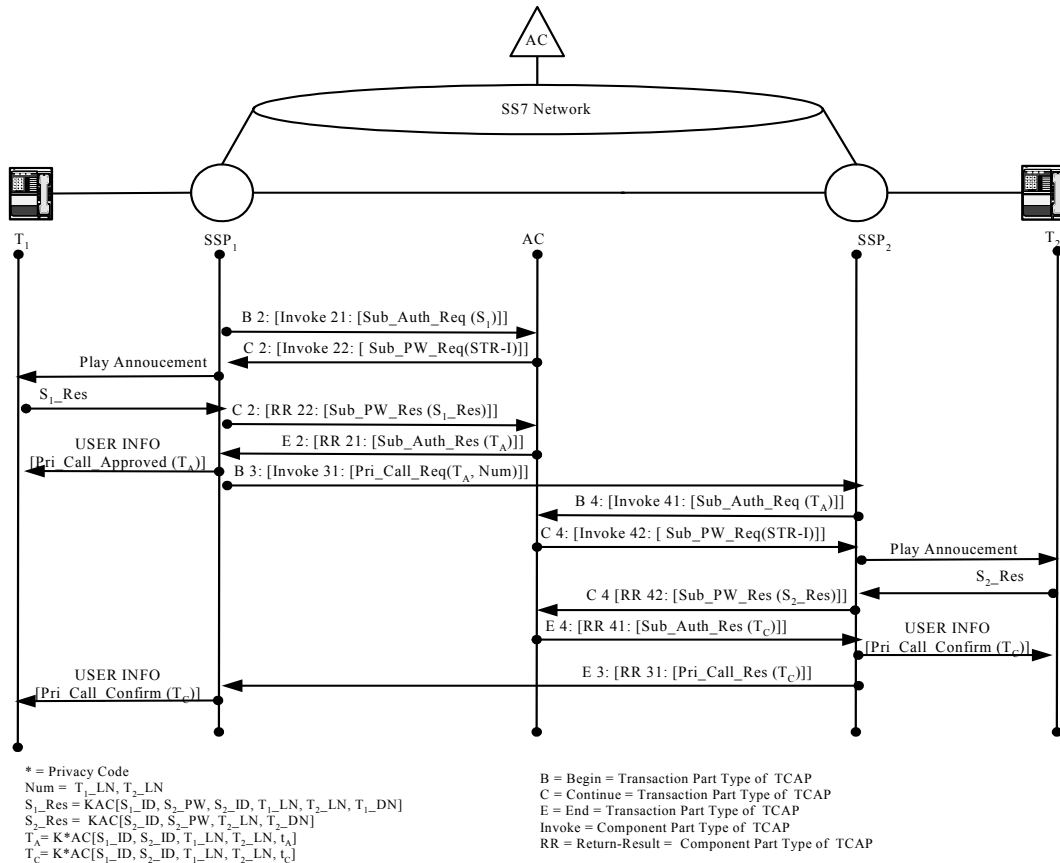 AC
SS7 Network
T1 SSP1 AC SSP2 T2
B 2: [Invoke 21: [Sub_Auth_Req (S1)]]
C 2: [Invoke 22: [ Sub_PW_Req(STR-I)]]
Play Annoucement
S1_Res
C 2: [RR 22: [Sub_PW_Res (S1_Res)]]
E 2: [RR 21: [Sub_Auth_Res (TA)]]
USER INFO
[Pri_Call_Approved (TA)]
B 3: [Invoke 31: [Pri_Call_Req(TA, Num)]]
B 4: [Invoke 41: [Sub_Auth_Req (TA)]]
C 4: [Invoke 42: [ Sub_PW_Req(STR-I)]]
Play Annoucement
S2_Res
C 4 [RR 42: [Sub_PW_Res (S2_Res)]]
E 4: [RR 41: [Sub_Auth_Res (TC)]]
USER INFO
[Pri_Call_Confirm (TC)]
E 3: [RR 31: [Pri_Call_Res (TC)]]
USER INFO
[Pri_Call_Confirm (TC)]
* = Privacy Code
Num = T1_LN, T2_LN
S1_Res = KAC[S1_ID, S2_PW, S2_ID, T1_LN, T2_LN, T1_DN]
S2_Res = KAC[S2_ID, S2_PW, T2_LN, T2_DN]
TA= K*AC[S1_ID, S2_ID, T1_LN, T2_LN, tA]
TC= K*AC[S1_ID, S2_ID, T1_LN, T2_LN, tC]
B = Begin = Transaction Part Type of TCAP
C = Continue = Transaction Part Type of TCAP
E = End = Transaction Part Type of TCAP
Invoke = Component Part Type of TCAP
RR = Return-Result = Component Part Type of TCAP